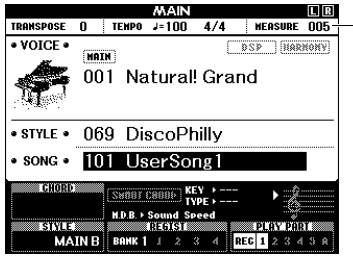 MAIN L R
TRANSPOSE 0 TEMPO ♩=100 4/4 MEASURE 005
• VOICE • DSP HARMONY
MAIN
001 Natural! Grand
• STYLE • 069 DiscoPhilly
• SONG • 101 UserSong1
CHORD SMART CHORD KEY ▸ ---
TYPE ▸ ---
M.D.B. ▸ Sound Speed
STYLE REGIST PLAY PART
MAIN B BANK 1 1 2 3 4 REC 1 2 3 4 5 A